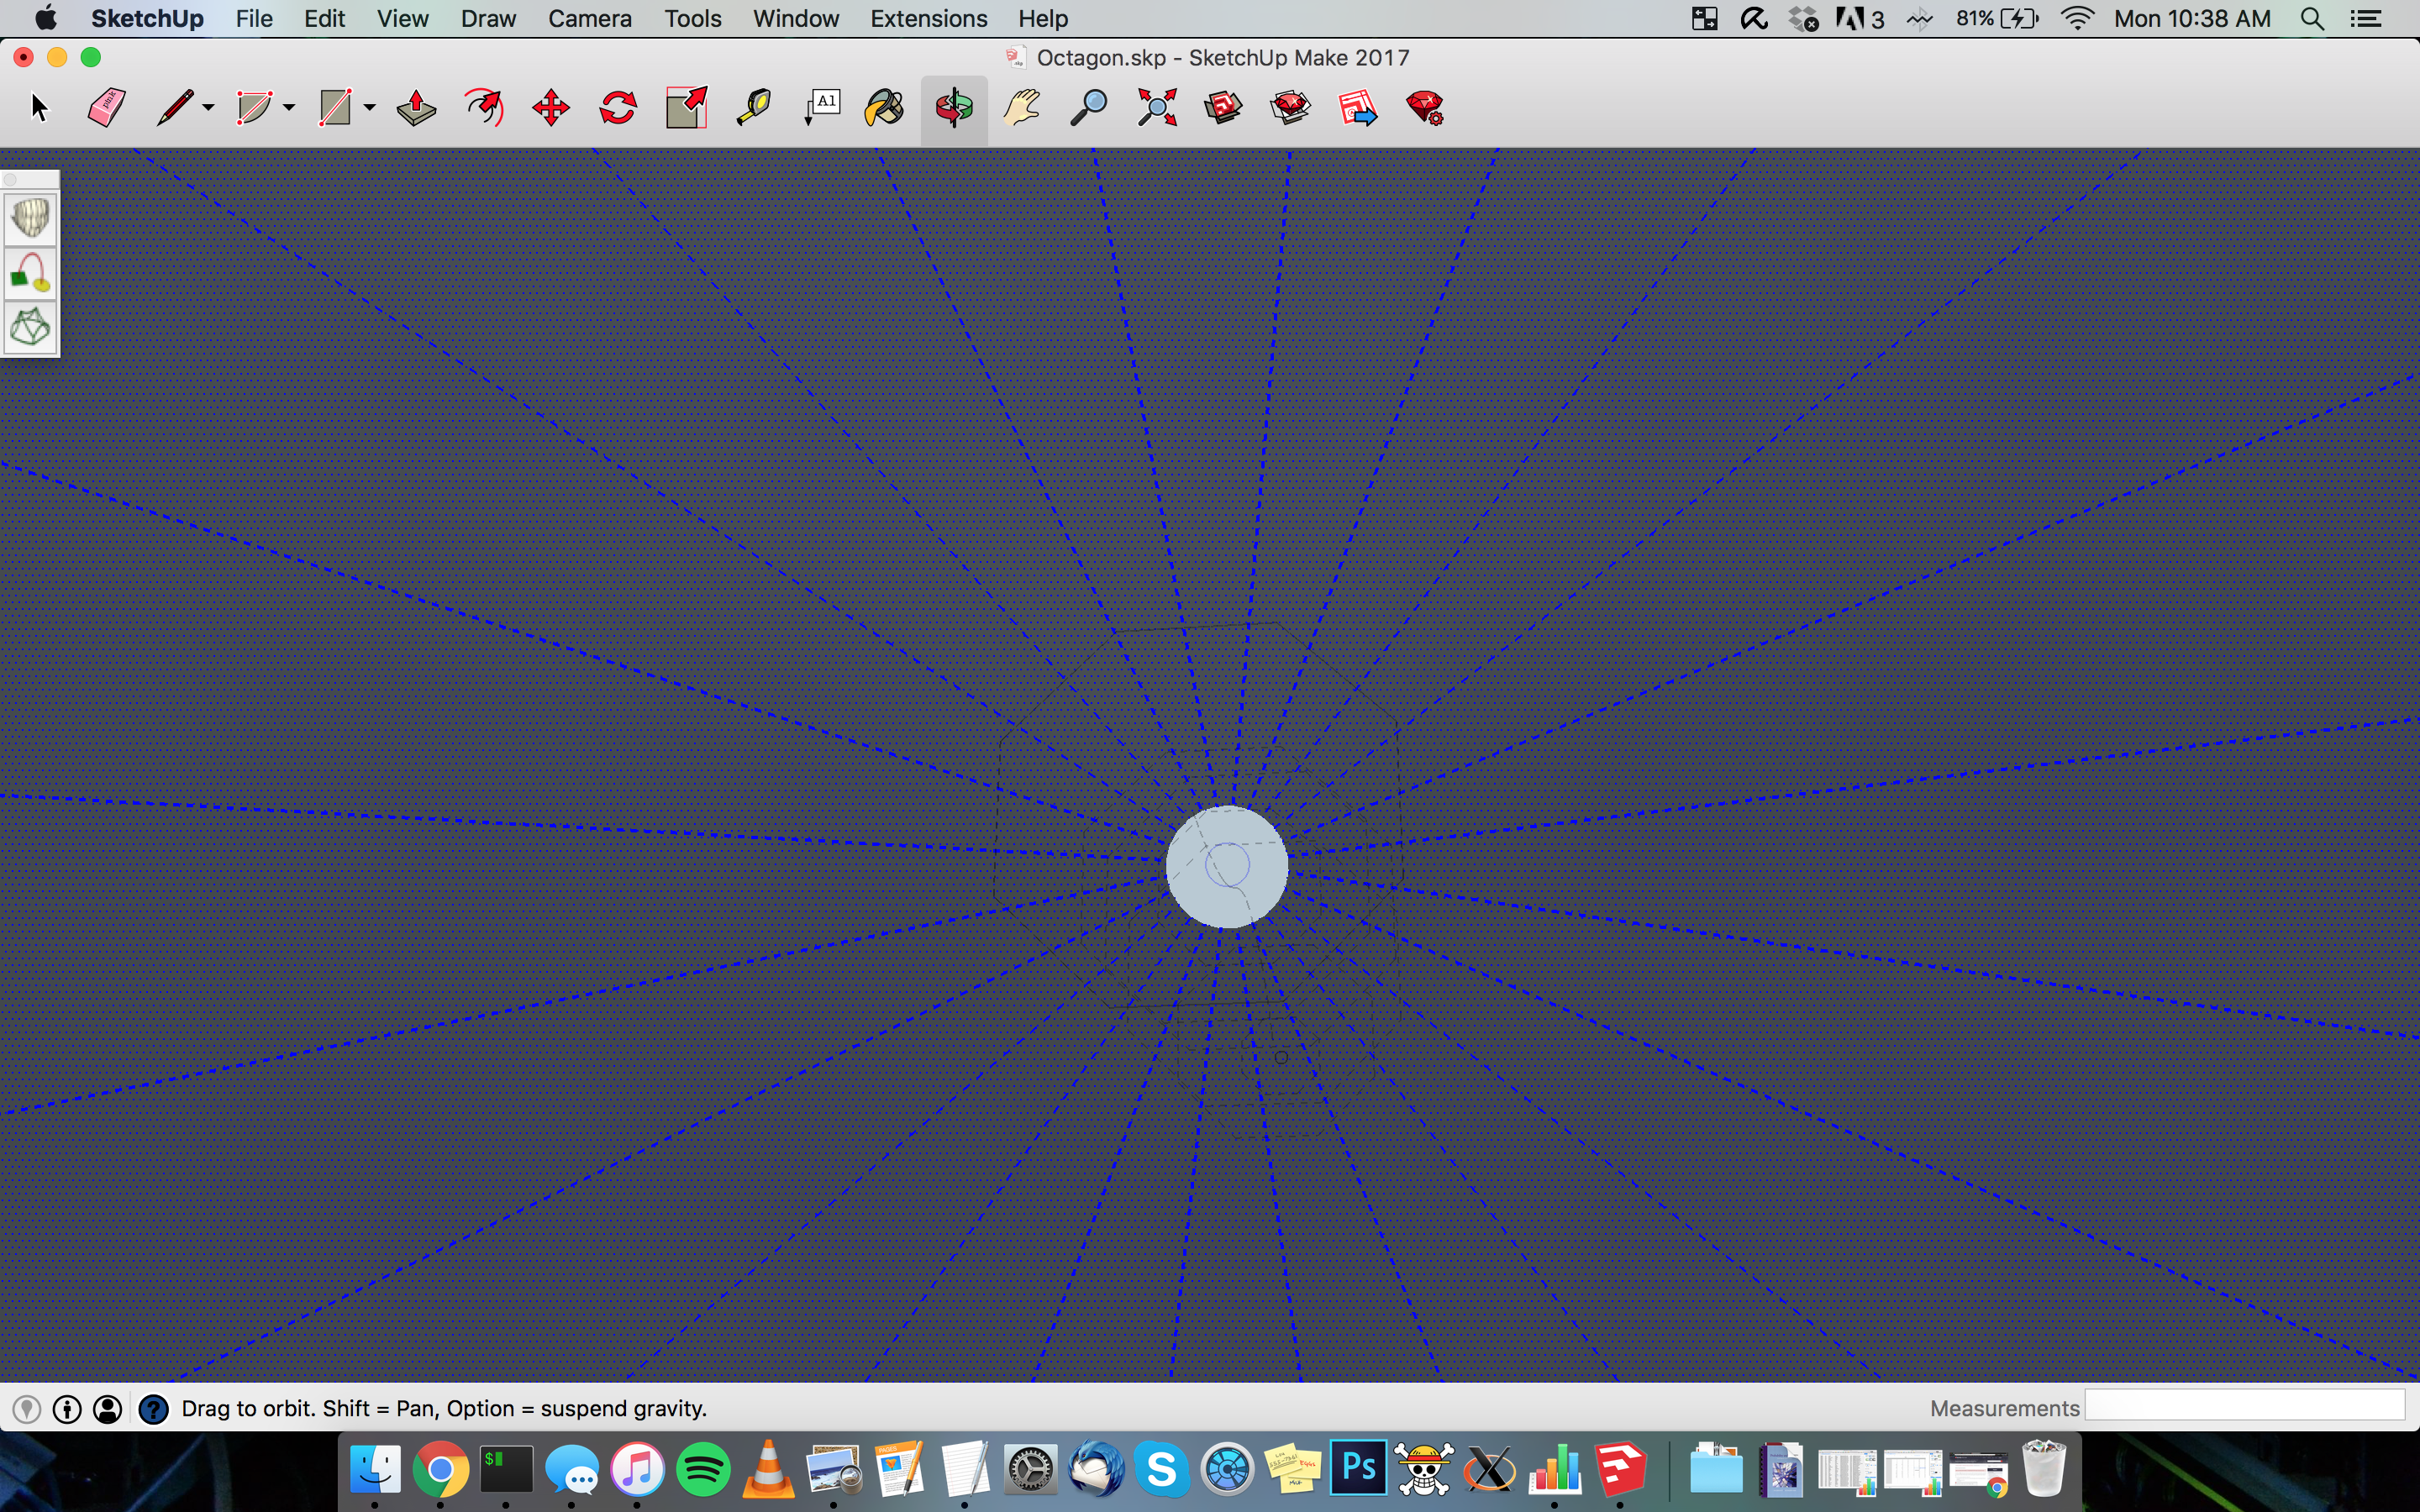 SketchUp File Edit View Draw Camera Tools Window Extensions Help 3 81% Mon 10:38 AM
Octagon.skp - SketchUp Make 2017
A1
Drag to orbit. Shift = Pan, Option = suspend gravity. Measurements
$
PAGES
S
Ps
X